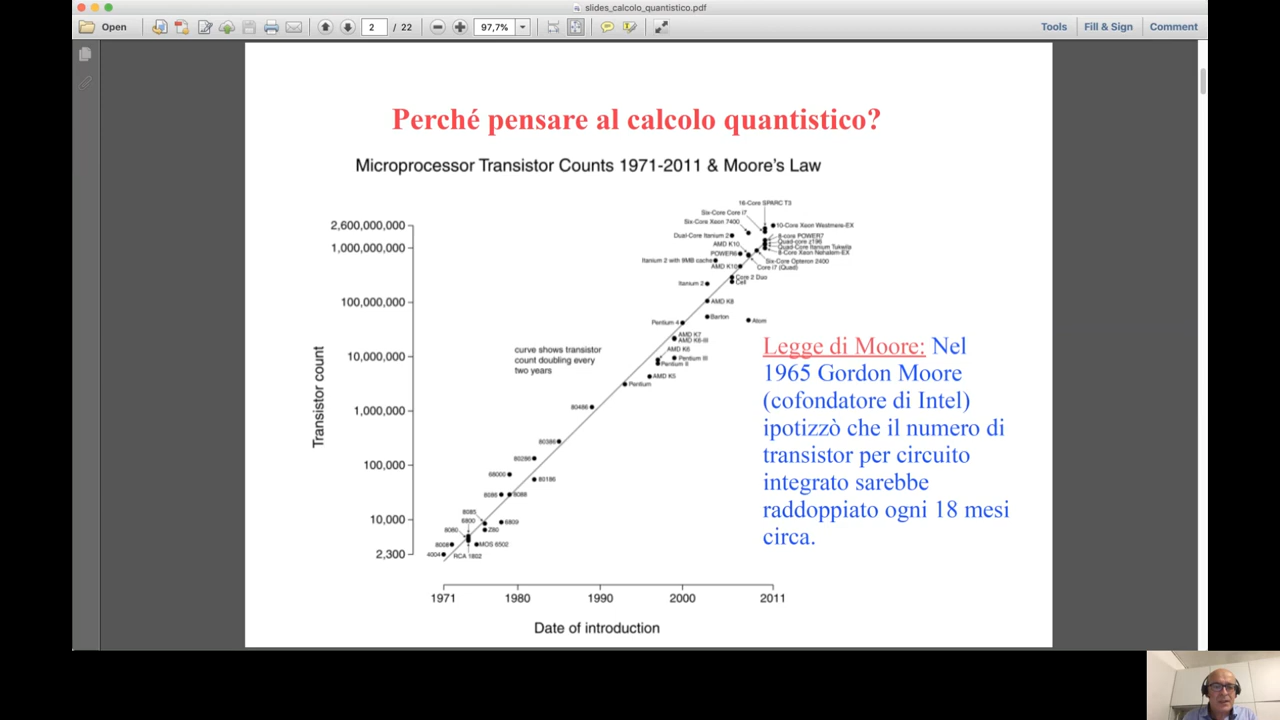 slides_calcolo_quantistico.pdf
Open
2 / 22
97,7%
Tools
Fill & Sign
Comment
Perché pensare al calcolo quantistico?
Microprocessor Transistor Counts 1971-2011 & Moore's Law
16-Core SPARC T3
Six-Core Core i7
Six-Core Xeon 7400
10-Core Xeon Westmere-EX
Dual-Core Itanium 2
8-core POWER7
Quad-core z196
AMD K10
Quad-Core Itanium Tukwila
POWER6
8-Core Xeon Nehalem-EX
Itanium 2 with 9MB cache
Six-Core Opteron 2400
AMD K10
Core i7 (Quad)
Core 2 Duo
Itanium 2
Cell
AMD K8
Barton
Atom
Pentium 4
AMD K7
AMD K6-III
AMD K6
Pentium III
Pentium II
AMD K5
Pentium
80486
80386
80286
68000
80186
8086
8088
8085
6800
6809
8080
Z80
8008
MOS 6502
4004
RCA 1802
2,600,000,000
1,000,000,000
100,000,000
10,000,000
1,000,000
100,000
10,000
2,300
Transistor count
curve shows transistor
count doubling every
two years
1971
1980
1990
2000
2011
Date of introduction
Legge di Moore: Nel
1965 Gordon Moore
(cofondatore di Intel)
ipotizzò che il numero di
transistor per circuito
integrato sarebbe
raddoppiato ogni 18 mesi
circa.